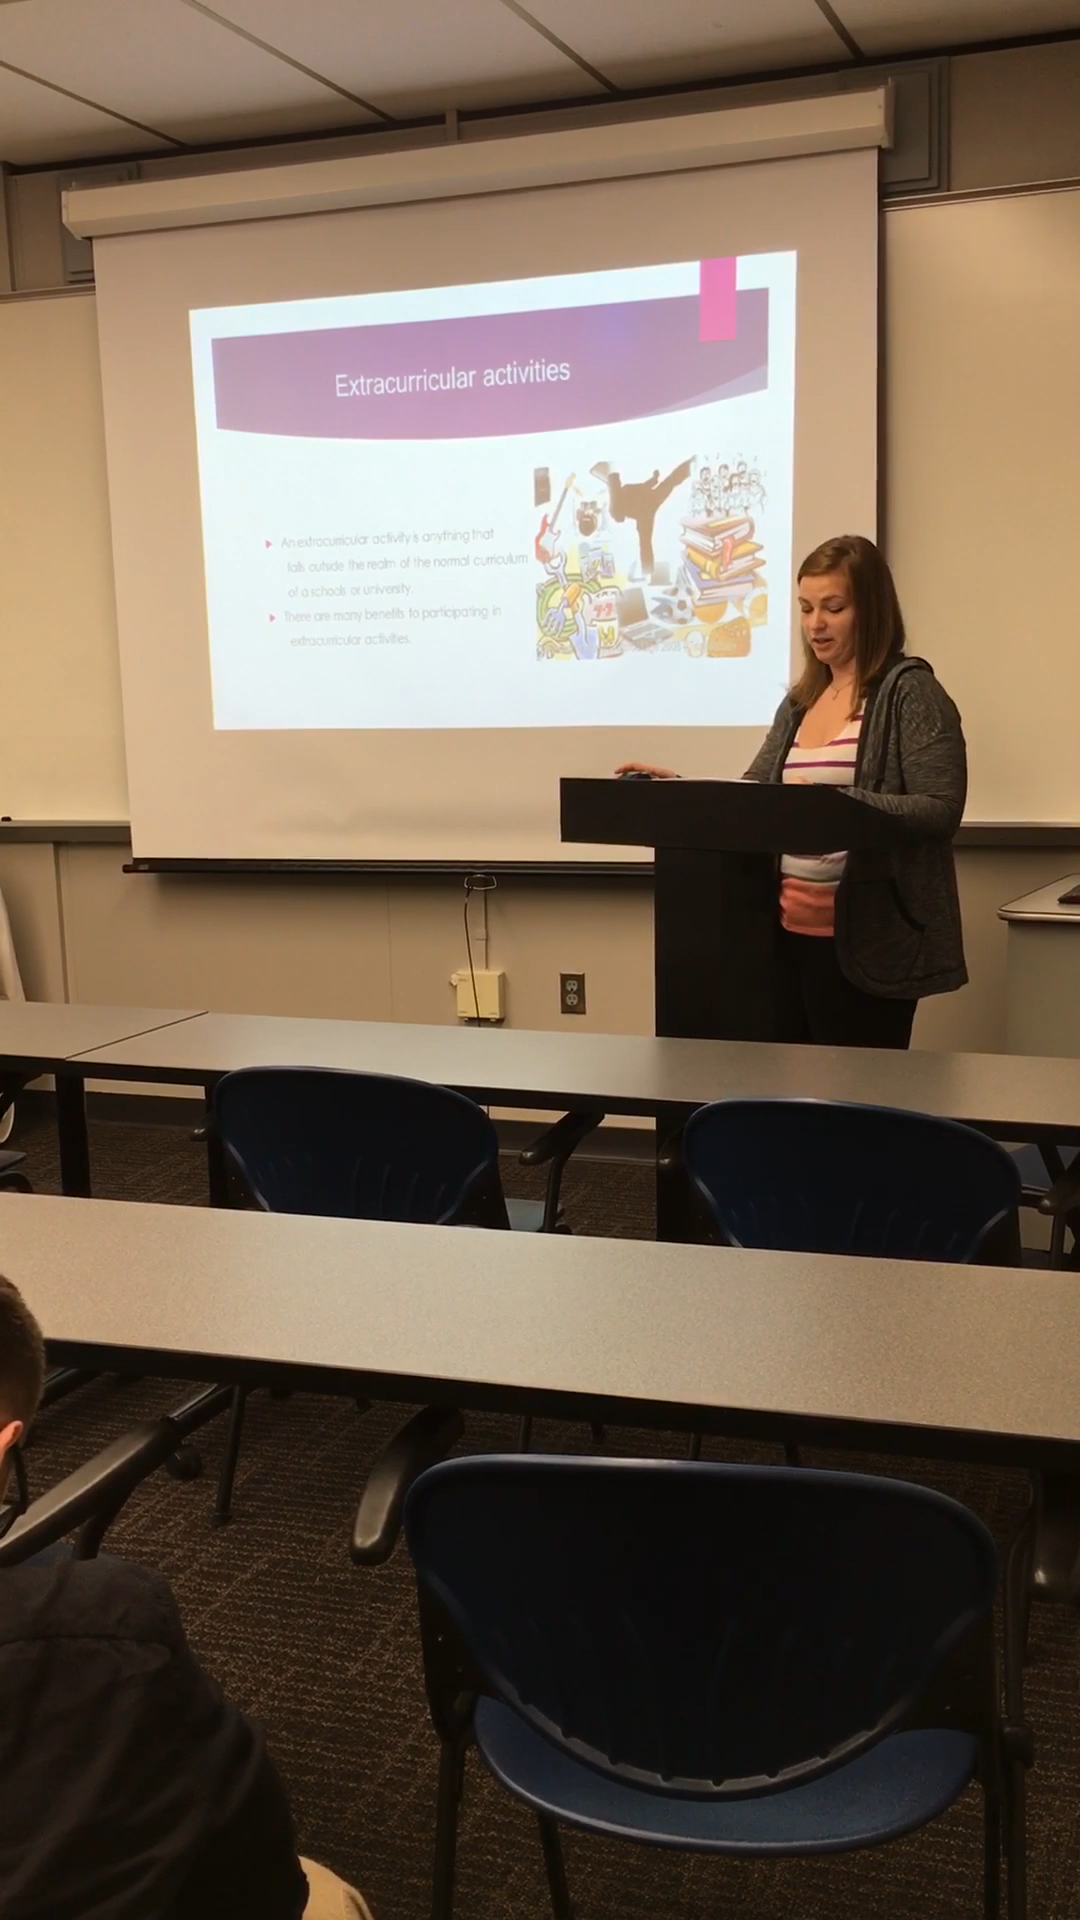 Extracurricular activities
An extracurricular activity is anything that
falls outside the realm of the normal curriculum
of a schools or university.
There are many benefits to participating in
extracurricular activities.